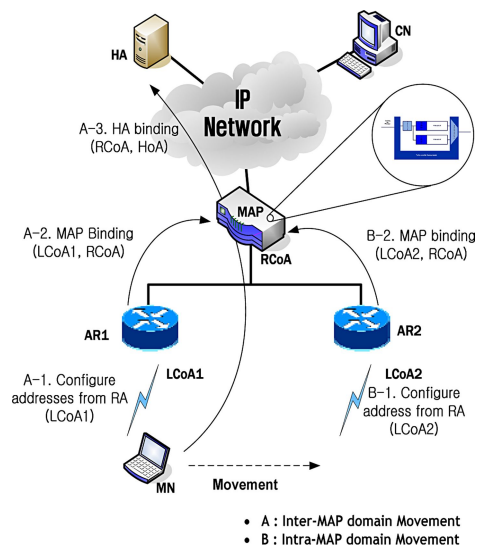 HA
CN
IP
Network
A-3. HA binding
(RCoA, HoA)
MAP
A-2. MAP Binding
(LCoA1, RCoA)
B-2. MAP binding
(LCoA2, RCoA)
RCoA
AR1
AR2
LCoA1
LCoA2
A-1. Configure
addresses from RA
(LCoA1)
B-1. Configure
address from RA
(LCoA2)
MN
Movement
• A : Inter-MAP domain Movement
• B : Intra-MAP domain Movement